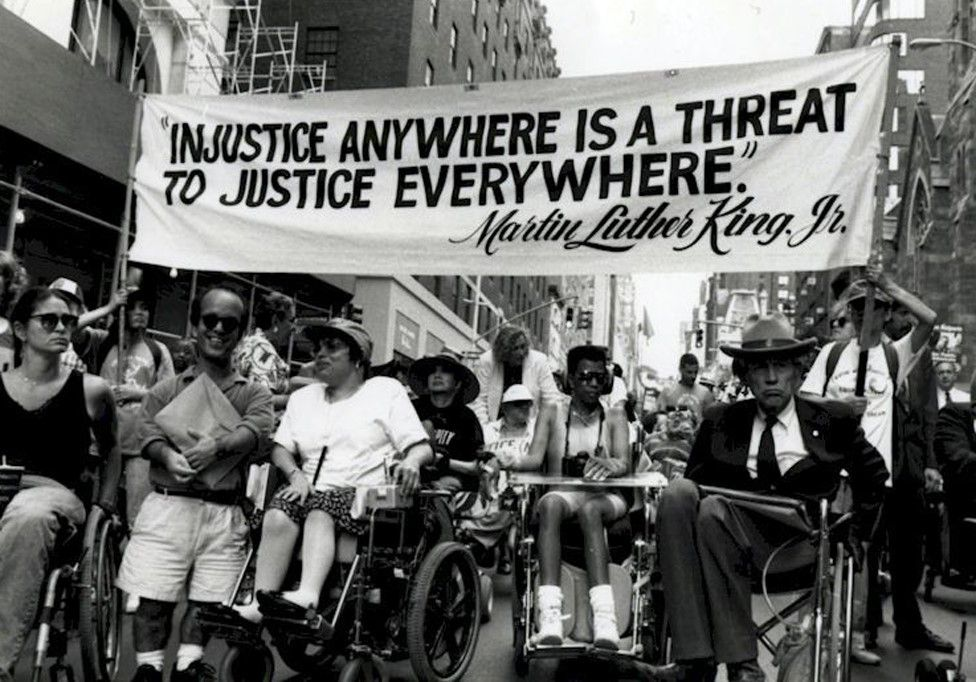 "INJUSTICE ANYWHERE IS A THREAT
TO JUSTICE EVERYWHERE."
Martin Luther King, Jr.